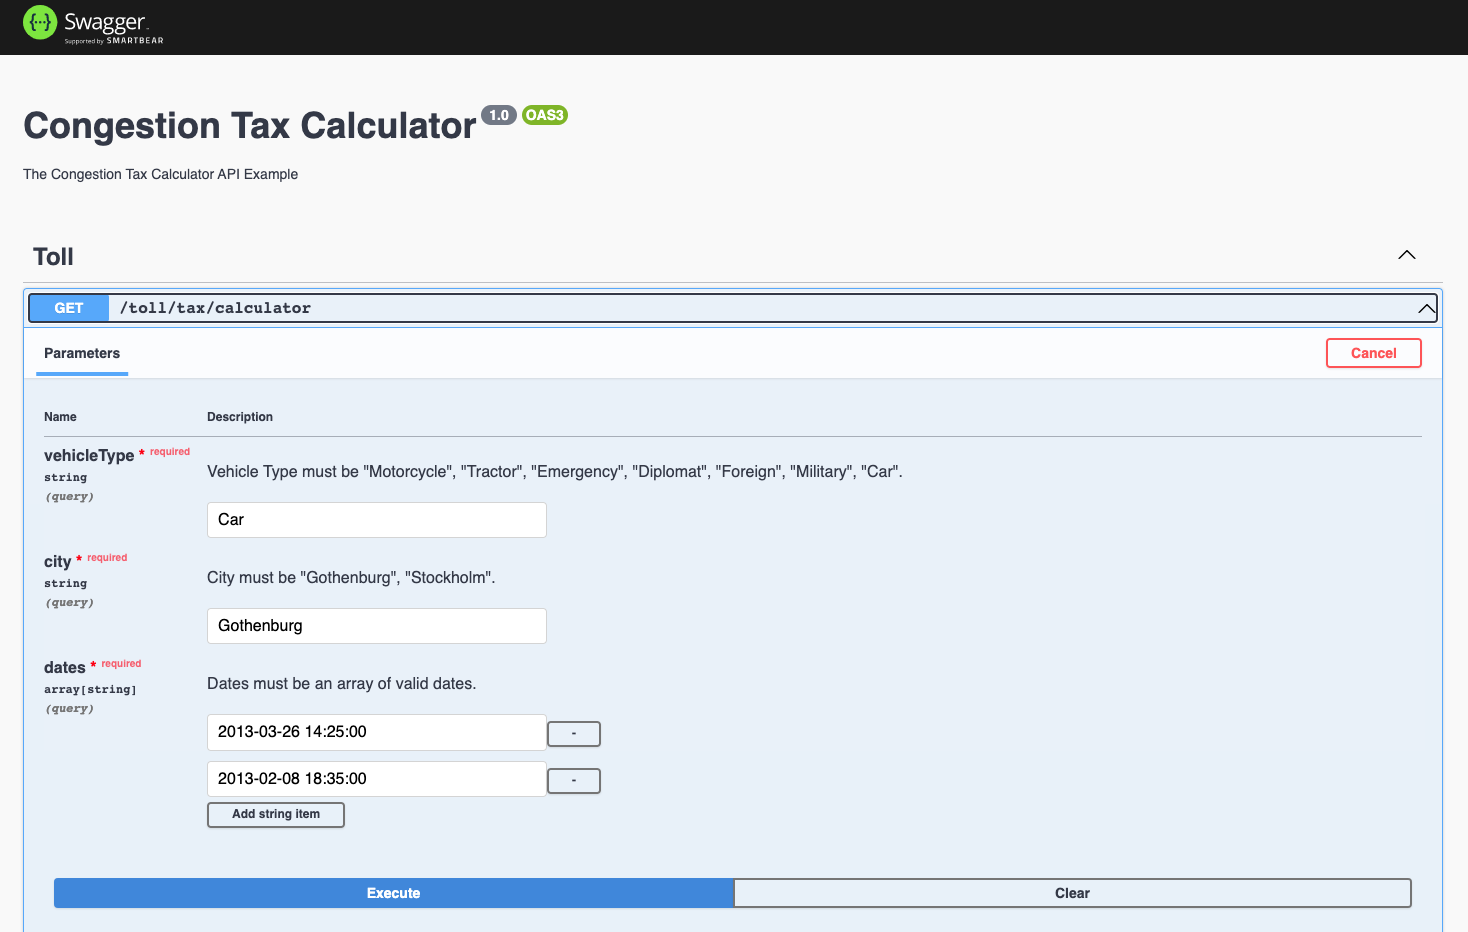 {···} Swagger
Supported by SMARTBEAR
Congestion Tax Calculator 1.0 OAS3
The Congestion Tax Calculator API Example
Toll
GET /toll/tax/calculator
Parameters
Cancel
Name Description
vehicleType * required
string
(query)
Vehicle Type must be "Motorcycle", "Tractor", "Emergency", "Diplomat", "Foreign", "Military", "Car".
Car
city * required
string
(query)
City must be "Gothenburg", "Stockholm".
Gothenburg
dates * required
array[string]
(query)
Dates must be an array of valid dates.
2013-03-26 14:25:00 -
2013-02-08 18:35:00 -
Add string item
Execute Clear